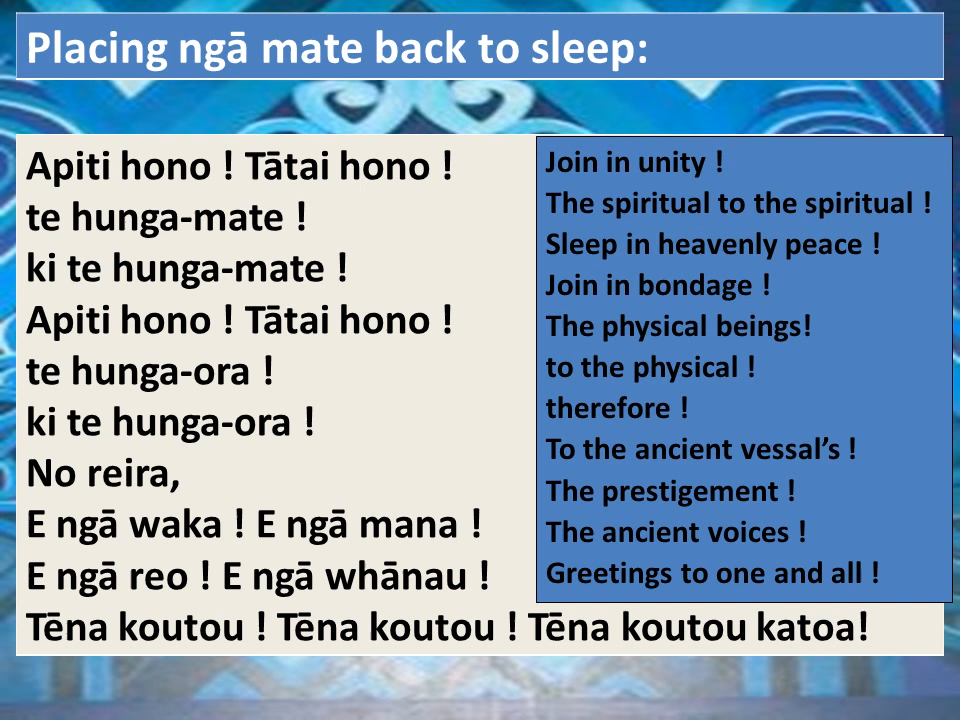 Placing ngā mate back to sleep:
Apiti hono ! Tātai hono !
te hunga-mate !
ki te hunga-mate !
Apiti hono ! Tātai hono !
te hunga-ora !
ki te hunga-ora !
No reira,
E ngā waka ! E ngā mana !
E ngā reo ! E ngā whānau !
Tēna koutou ! Tēna koutou ! Tēna koutou katoa!
Join in unity !
The spiritual to the spiritual !
Sleep in heavenly peace !
Join in bondage !
The physical beings!
to the physical !
therefore !
To the ancient vessal’s !
The prestigement !
The ancient voices !
Greetings to one and all !